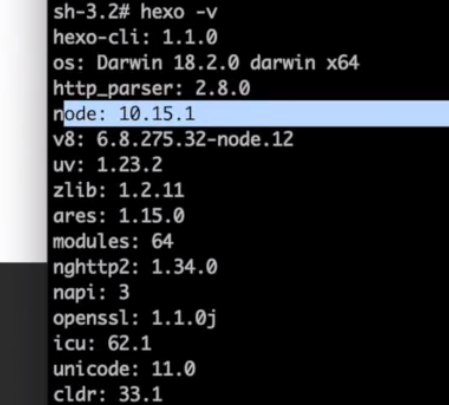 sh-3.2# hexo -v
hexo-cli: 1.1.0
os: Darwin 18.2.0 darwin x64
http_parser: 2.8.0
node: 10.15.1
v8: 6.8.275.32-node.12
uv: 1.23.2
zlib: 1.2.11
ares: 1.15.0
modules: 64
nghttp2: 1.34.0
napi: 3
openssl: 1.1.0j
icu: 62.1
unicode: 11.0
cldr: 33.1